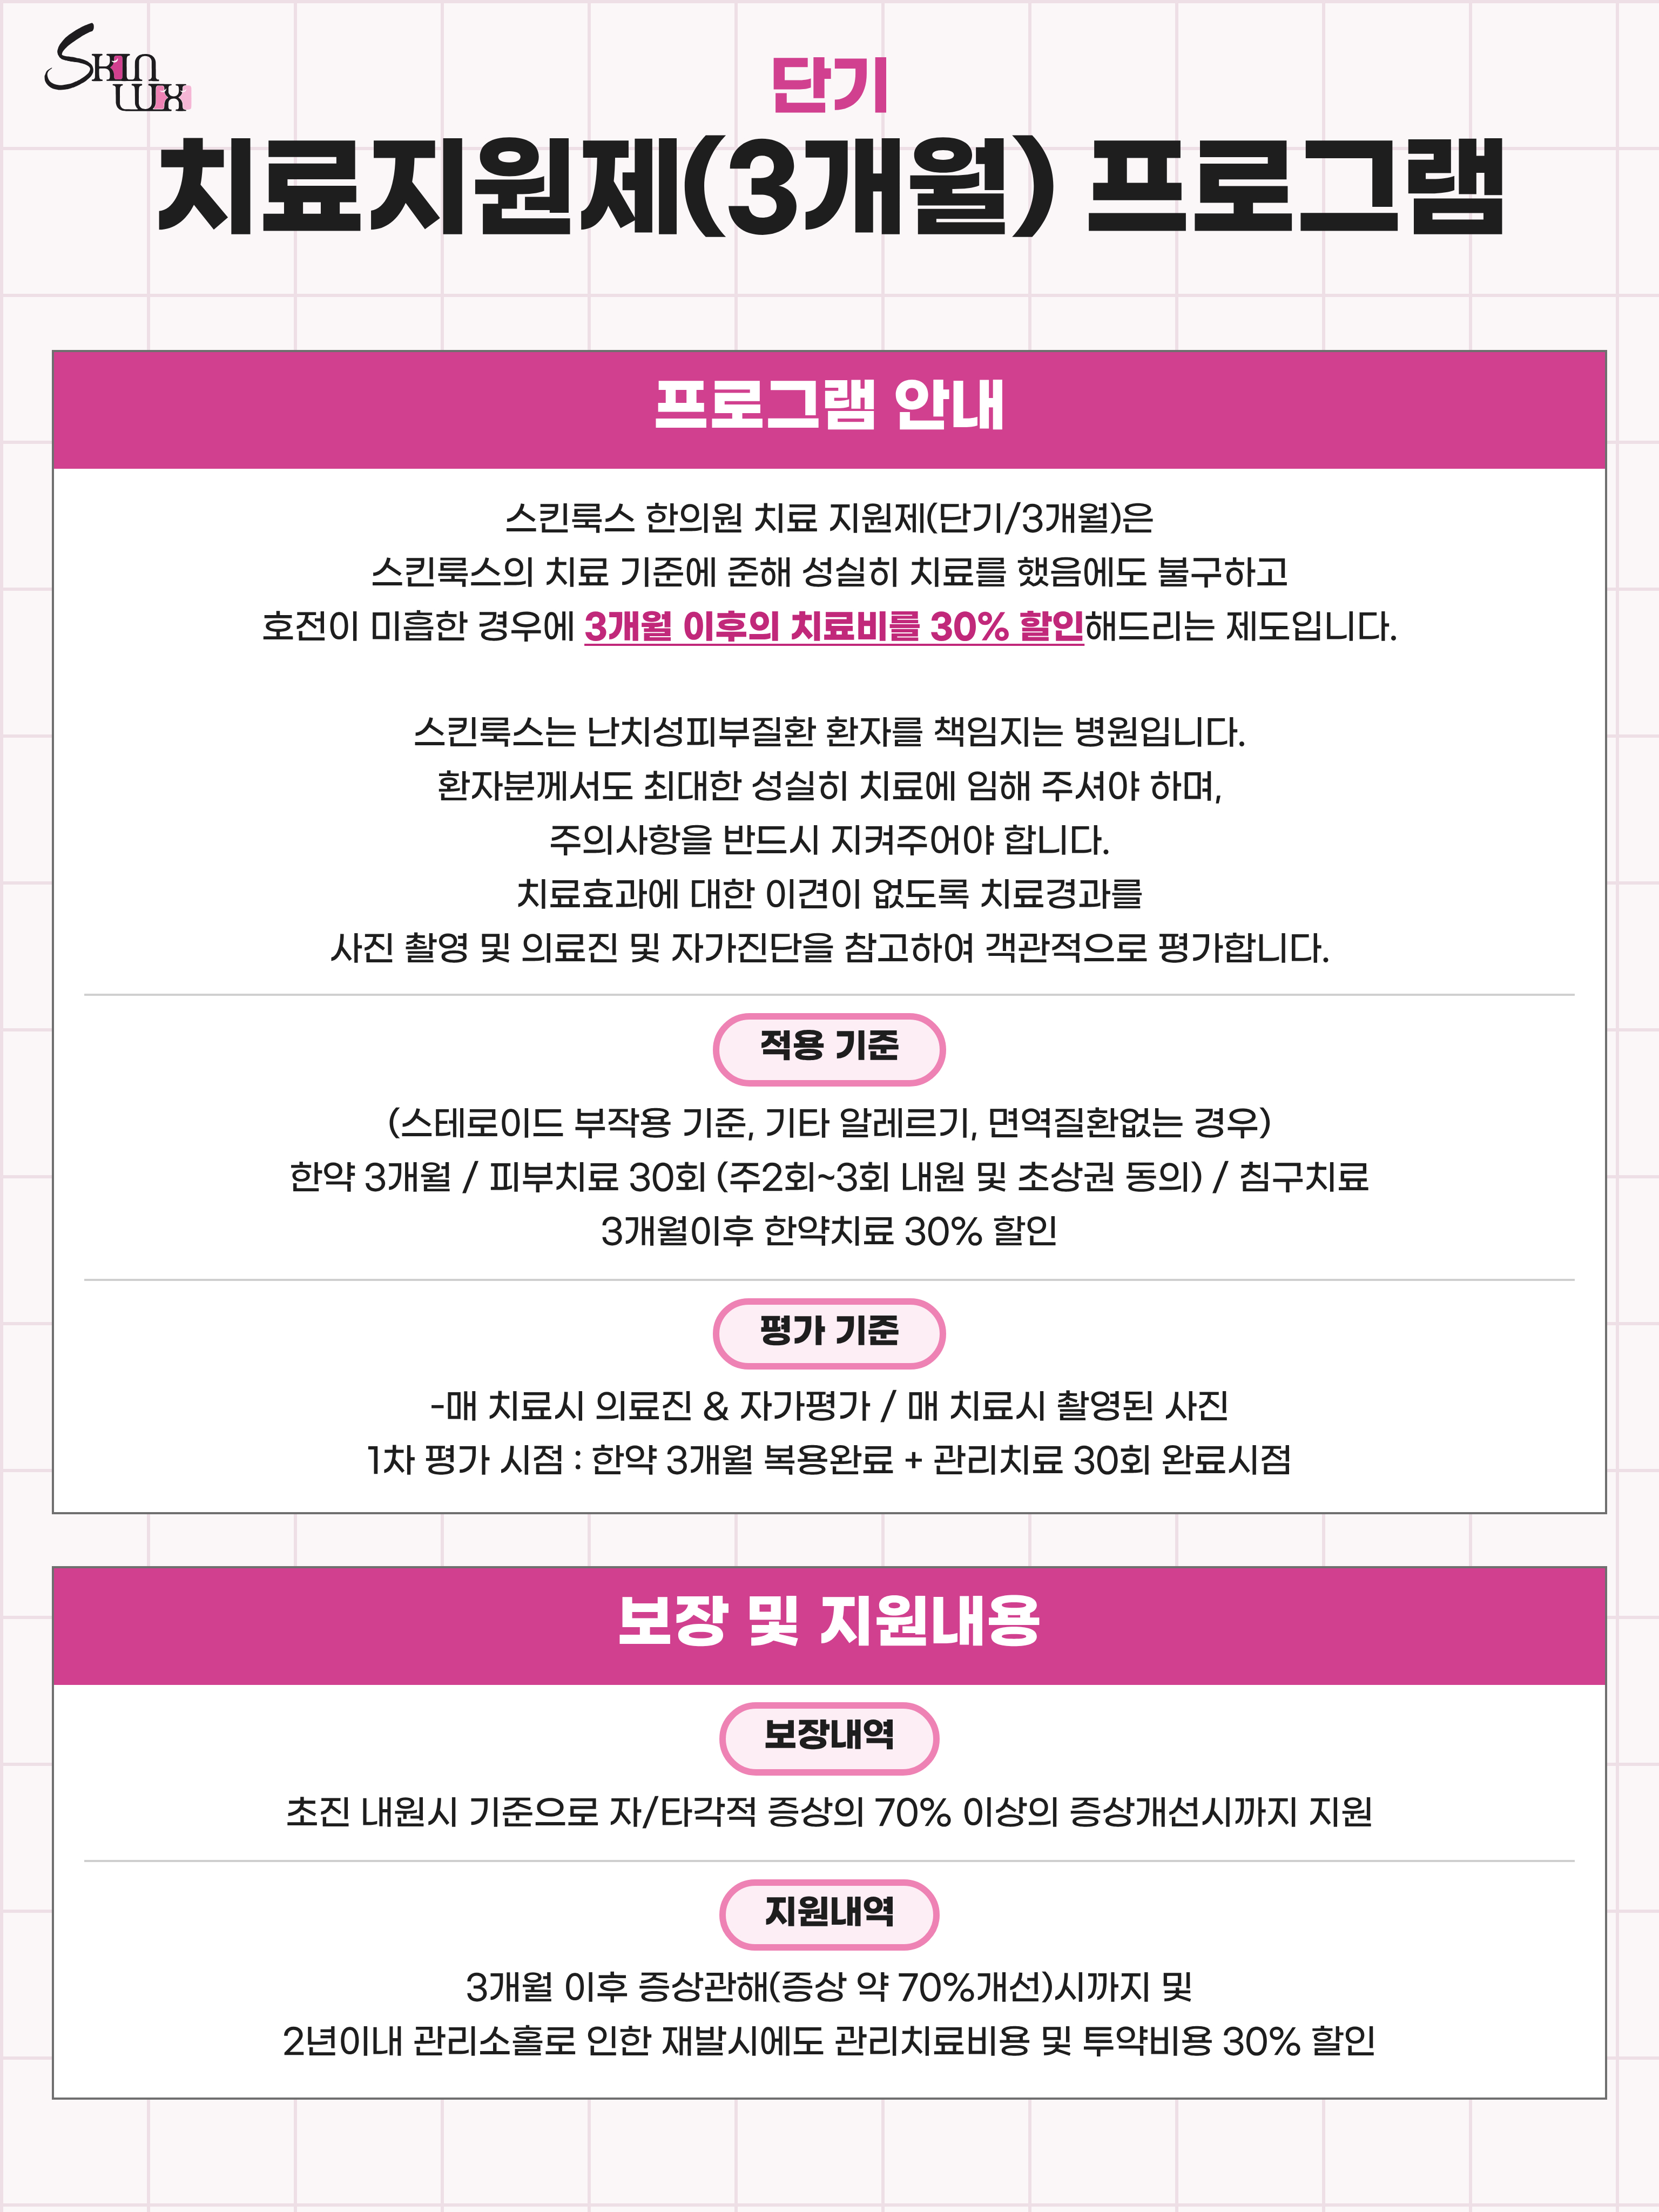 SKIN
LUX
단기
치료지원제(3개월) 프로그램
프로그램 안내
스킨룩스 한의원 치료 지원제(단기/3개월)은
스킨룩스의 치료 기준에 준해 성실히 치료를 했음에도 불구하고
호전이 미흡한 경우에 3개월 이후의 치료비를 30% 할인해드리는 제도입니다.
스킨룩스는 난치성피부질환 환자를 책임지는 병원입니다.
환자분께서도 최대한 성실히 치료에 임해 주셔야 하며,
주의사항을 반드시 지켜주어야 합니다.
치료효과에 대한 이견이 없도록 치료경과를
사진 촬영 및 의료진 및 자가진단을 참고하여 객관적으로 평가합니다.
적용 기준
(스테로이드 부작용 기준, 기타 알레르기, 면역질환없는 경우)
한약 3개월 / 피부치료 30회 (주2회~3회 내원 및 초상권 동의) / 침구치료
3개월이후 한약치료 30% 할인
평가 기준
-매 치료시 의료진 & 자가평가 / 매 치료시 촬영된 사진
1차 평가 시점 : 한약 3개월 복용완료 + 관리치료 30회 완료시점
보장 및 지원내용
보장내역
초진 내원시 기준으로 자/타각적 증상의 70% 이상의 증상개선시까지 지원
지원내역
3개월 이후 증상관해(증상 약 70%개선)시까지 및
2년이내 관리소홀로 인한 재발시에도 관리치료비용 및 투약비용 30% 할인